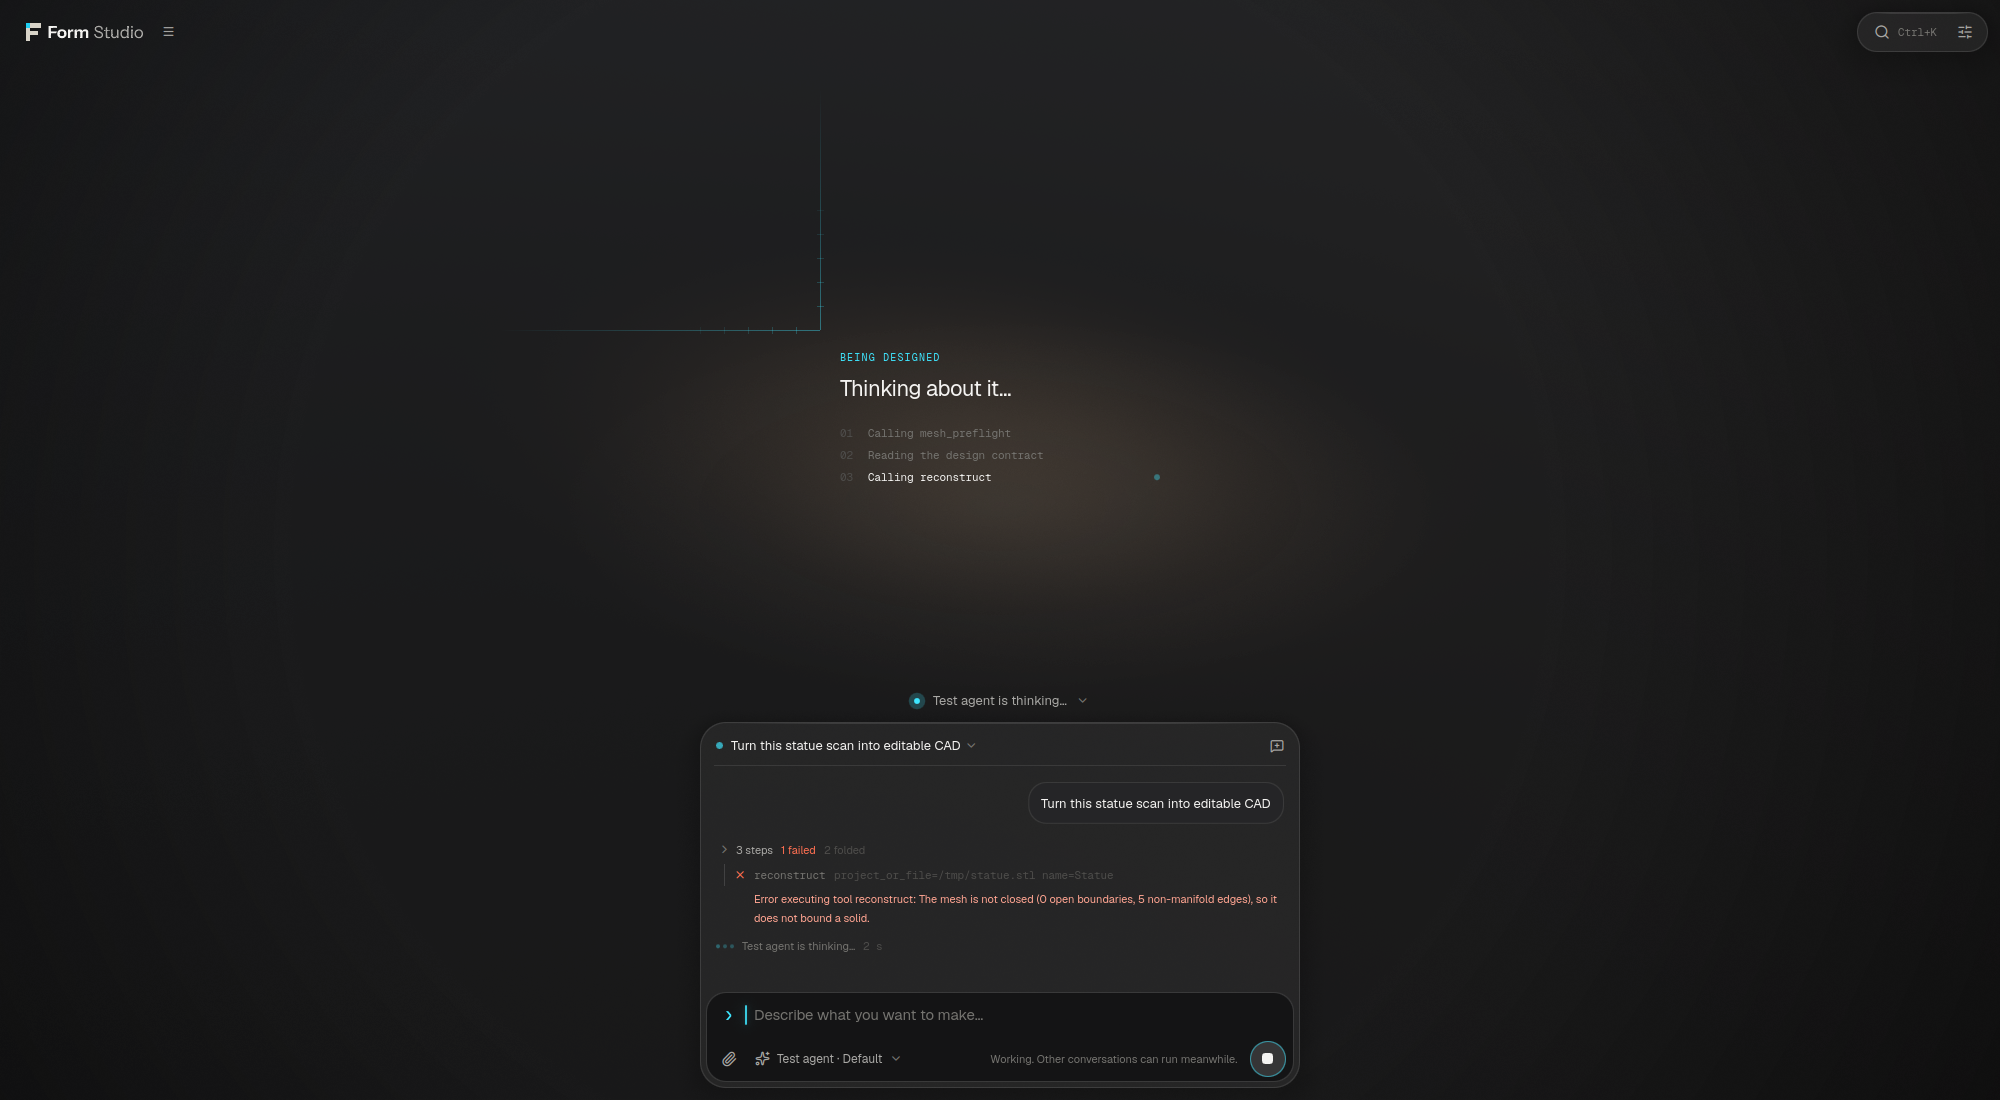 Form Studio
Ctrl+K
BEING DESIGNED
Thinking about it...
01 Calling mesh_preflight
02 Reading the design contract
03 Calling reconstruct
Test agent is thinking...
Turn this statue scan into editable CAD
Turn this statue scan into editable CAD
3 steps 1 failed 2 folded
reconstruct project_or_file=/tmp/statue.stl name=Statue
Error executing tool reconstruct: The mesh is not closed (0 open boundaries, 5 non-manifold edges), so it
does not bound a solid.
Test agent is thinking... 2 s
Describe what you want to make...
Test agent · Default
Working. Other conversations can run meanwhile.